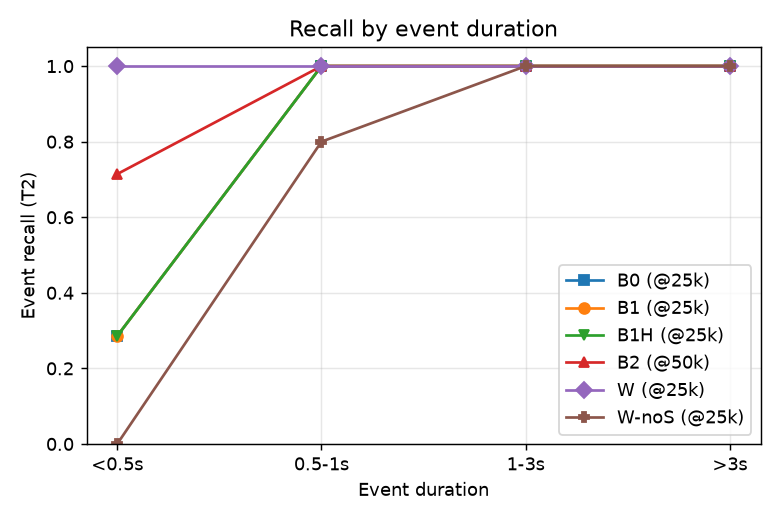 Recall by event duration
Event recall (T2)
1.0
0.8
0.6
0.4
0.2
0.0
B0 (@25k)
B1 (@25k)
B1H (@25k)
B2 (@50k)
W (@25k)
W-noS (@25k)
<0.5s
0.5-1s
1-3s
>3s
Event duration